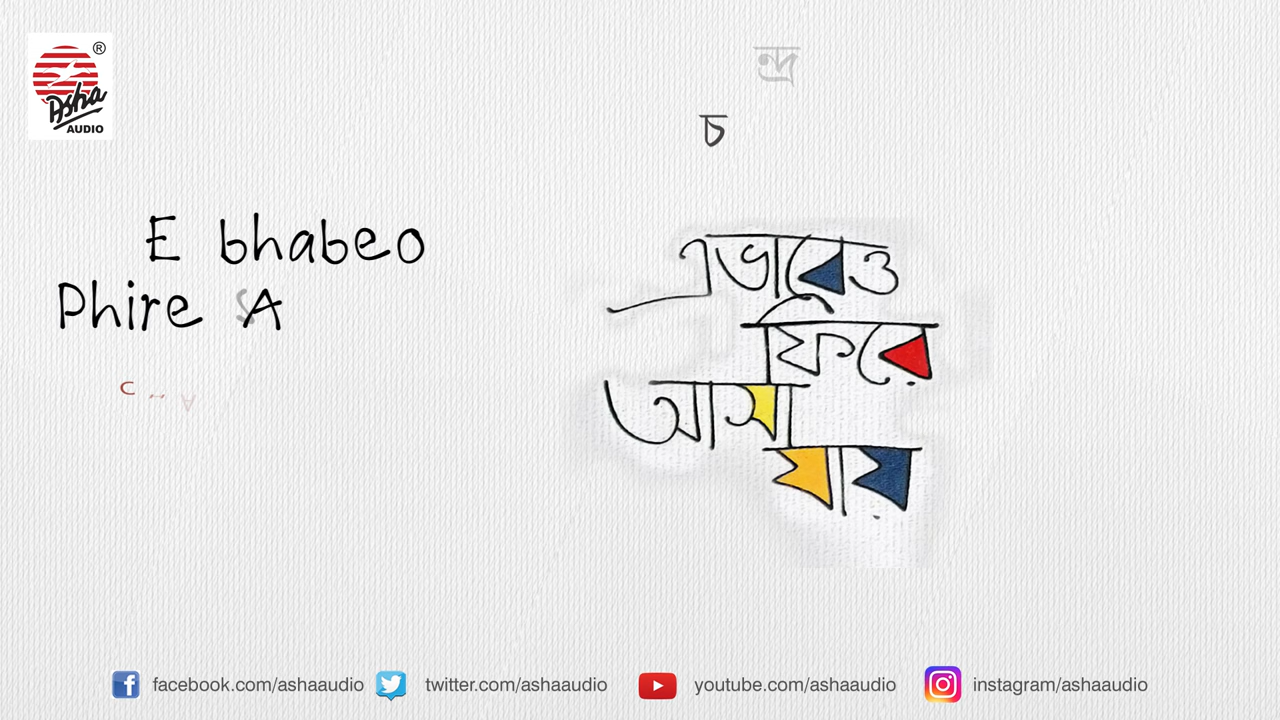 ®
Asha
AUDIO
ন্দ্র
চ
E bhabeo
Phire A
এভাবেও
ফিরে
আসা
যায়
facebook.com/ashaaudio
twitter.com/ashaaudio
youtube.com/ashaaudio
instagram/ashaaudio